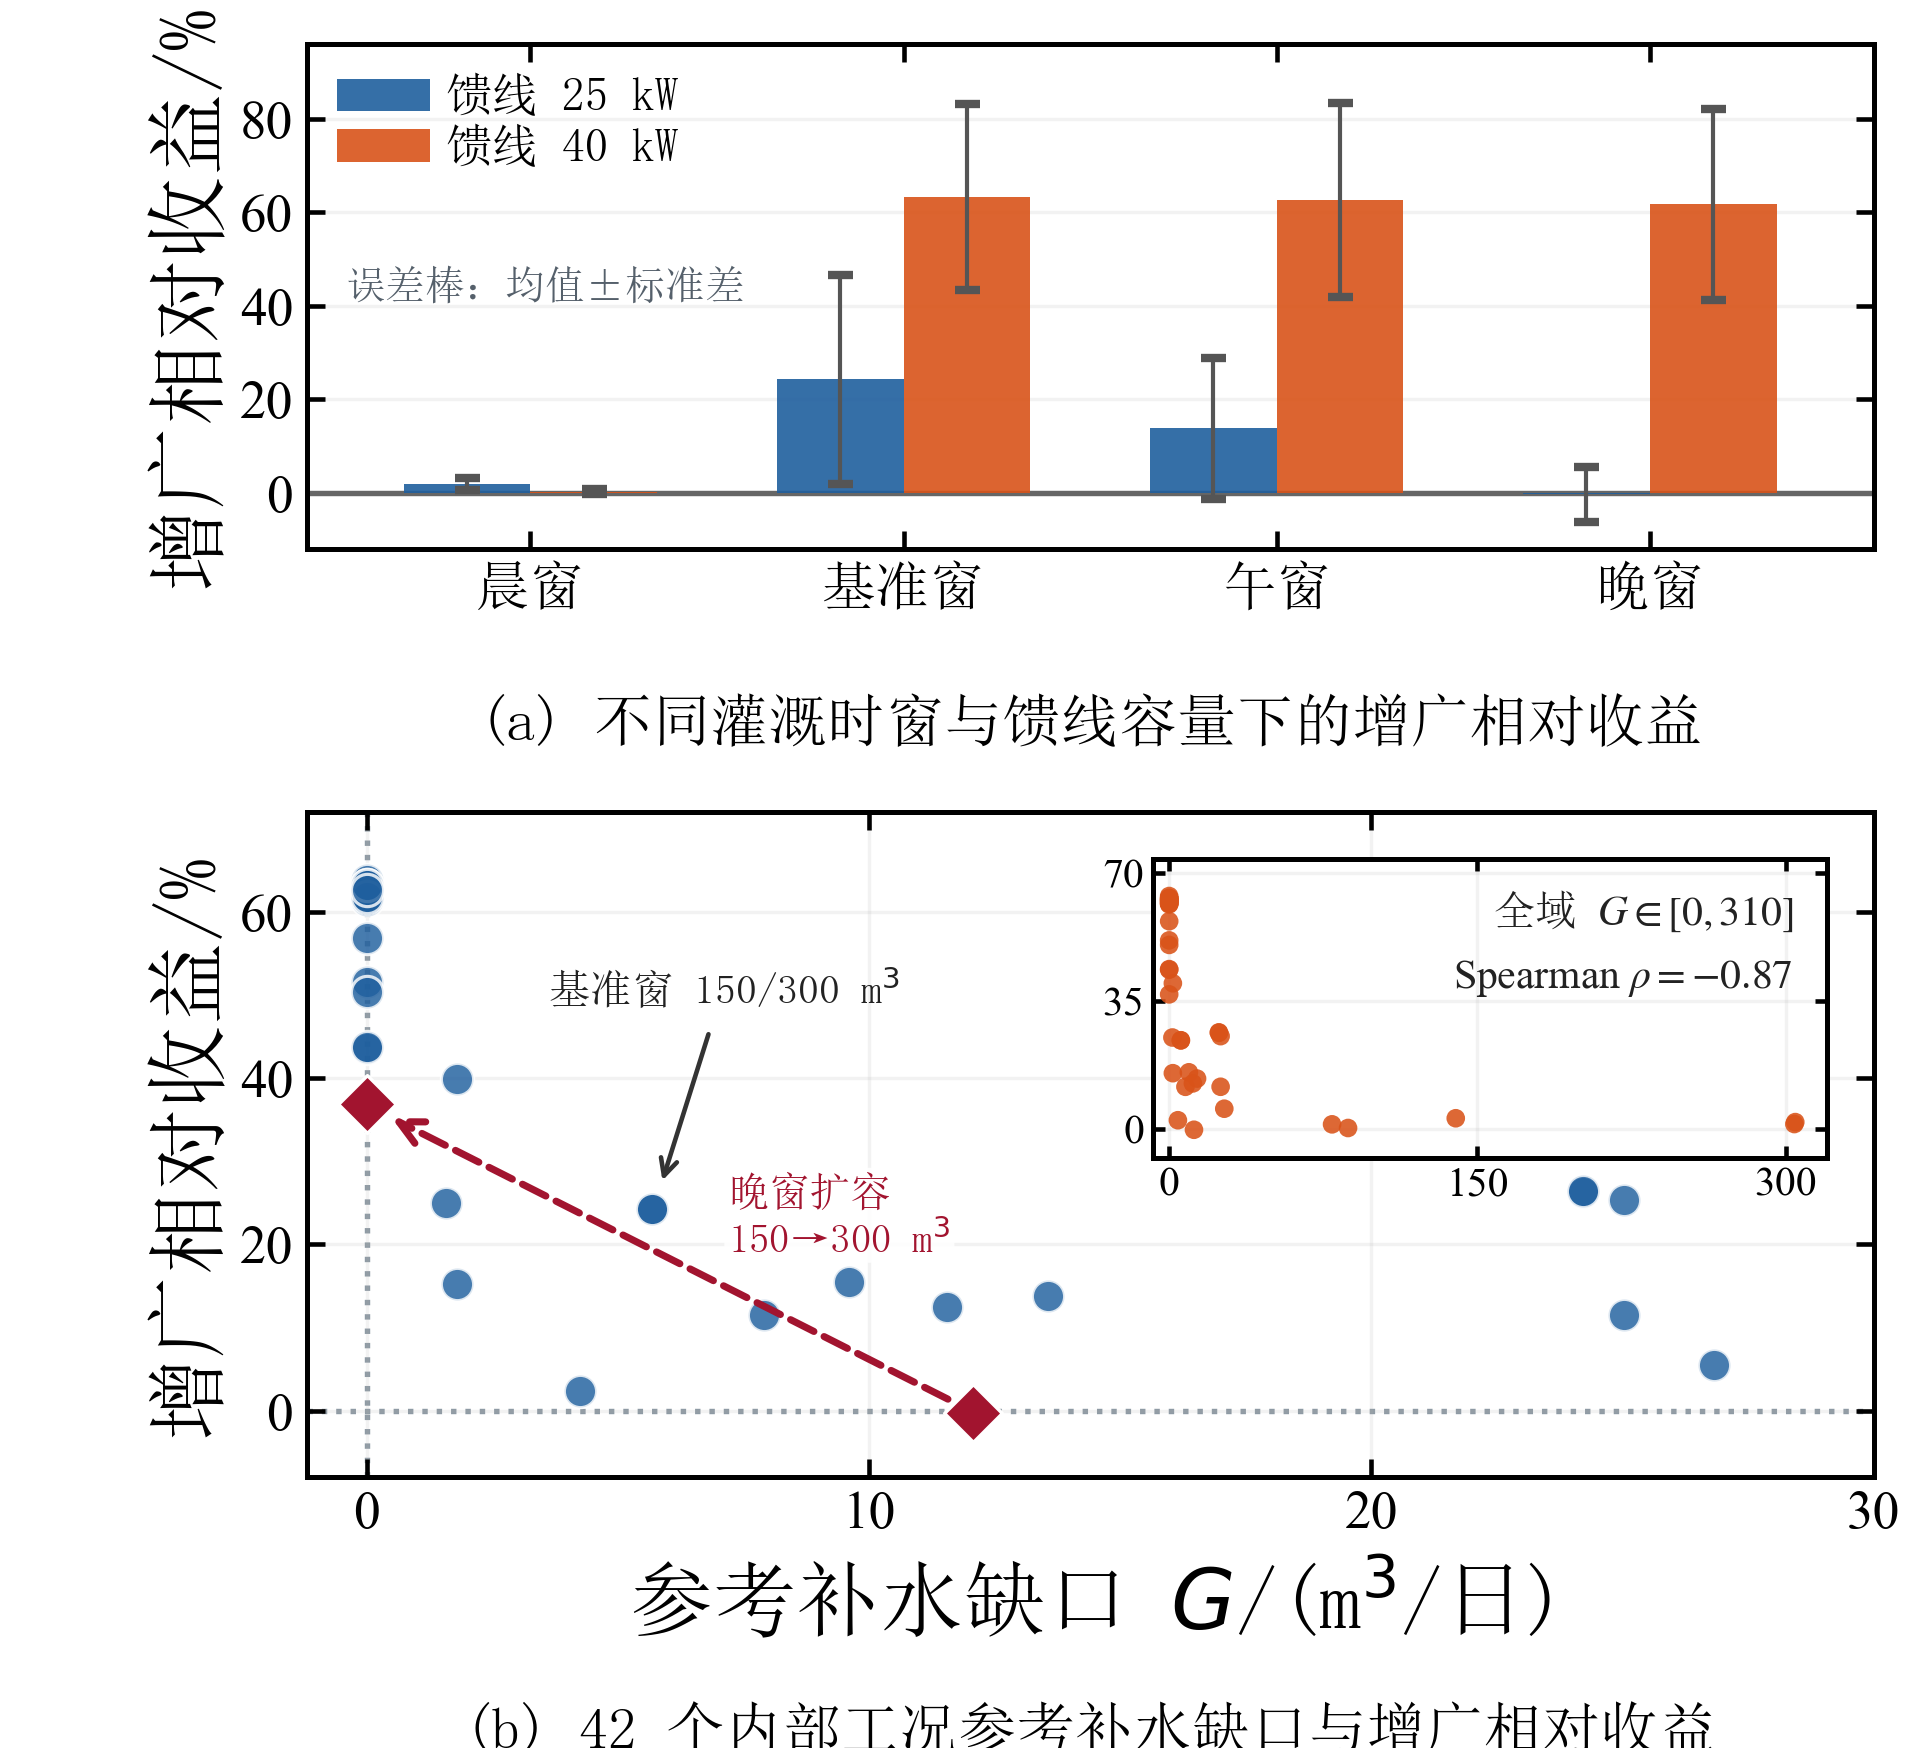 增广相对收益/%
80
60
40
20
0
馈线 25 kW
馈线 40 kW
误差棒：均值±标准差
晨窗 基准窗 午窗 晚窗
(a) 不同灌溉时窗与馈线容量下的增广相对收益
增广相对收益/%
60
40
20
0
基准窗 150/300 m³
晚窗扩容
150→300 m³
70
35
0
全域 G∈[0,310]
Spearman ρ=−0.87
0 150 300
0 10 20 30
参考补水缺口 G/(m³/日)
(b) 42 个内部工况参考补水缺口与增广相对收益